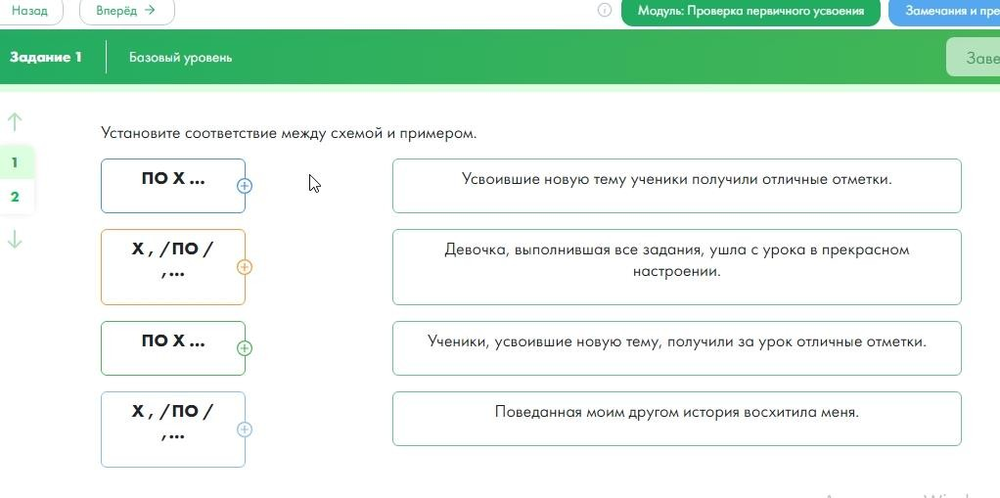 Назад
Вперёд →
Модуль: Проверка первичного усвоения
Замечания и пре
Задание 1
Базовый уровень
Заве
Установите соответствие между схемой и примером.
1
2
ПО Х ...
Усвоившие новую тему ученики получили отличные отметки.
Х , /ПО /
,...
Девочка, выполнившая все задания, ушла с урока в прекрасном
настроении.
ПО Х ...
Ученики, усвоившие новую тему, получили за урок отличные отметки.
Х , /ПО /
,...
Поведанная моим другом история восхитила меня.